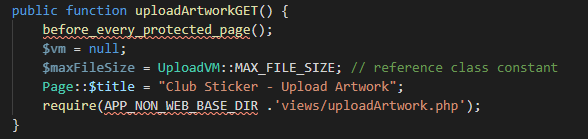 public function uploadArtworkGET() {
before_every_protected_page();
$vm = null;
$maxFileSize = UploadVM::MAX_FILE_SIZE; // reference class constant
Page::$title = "Club Sticker - Upload Artwork";
require(APP_NON_WEB_BASE_DIR .'views/uploadArtwork.php');
}